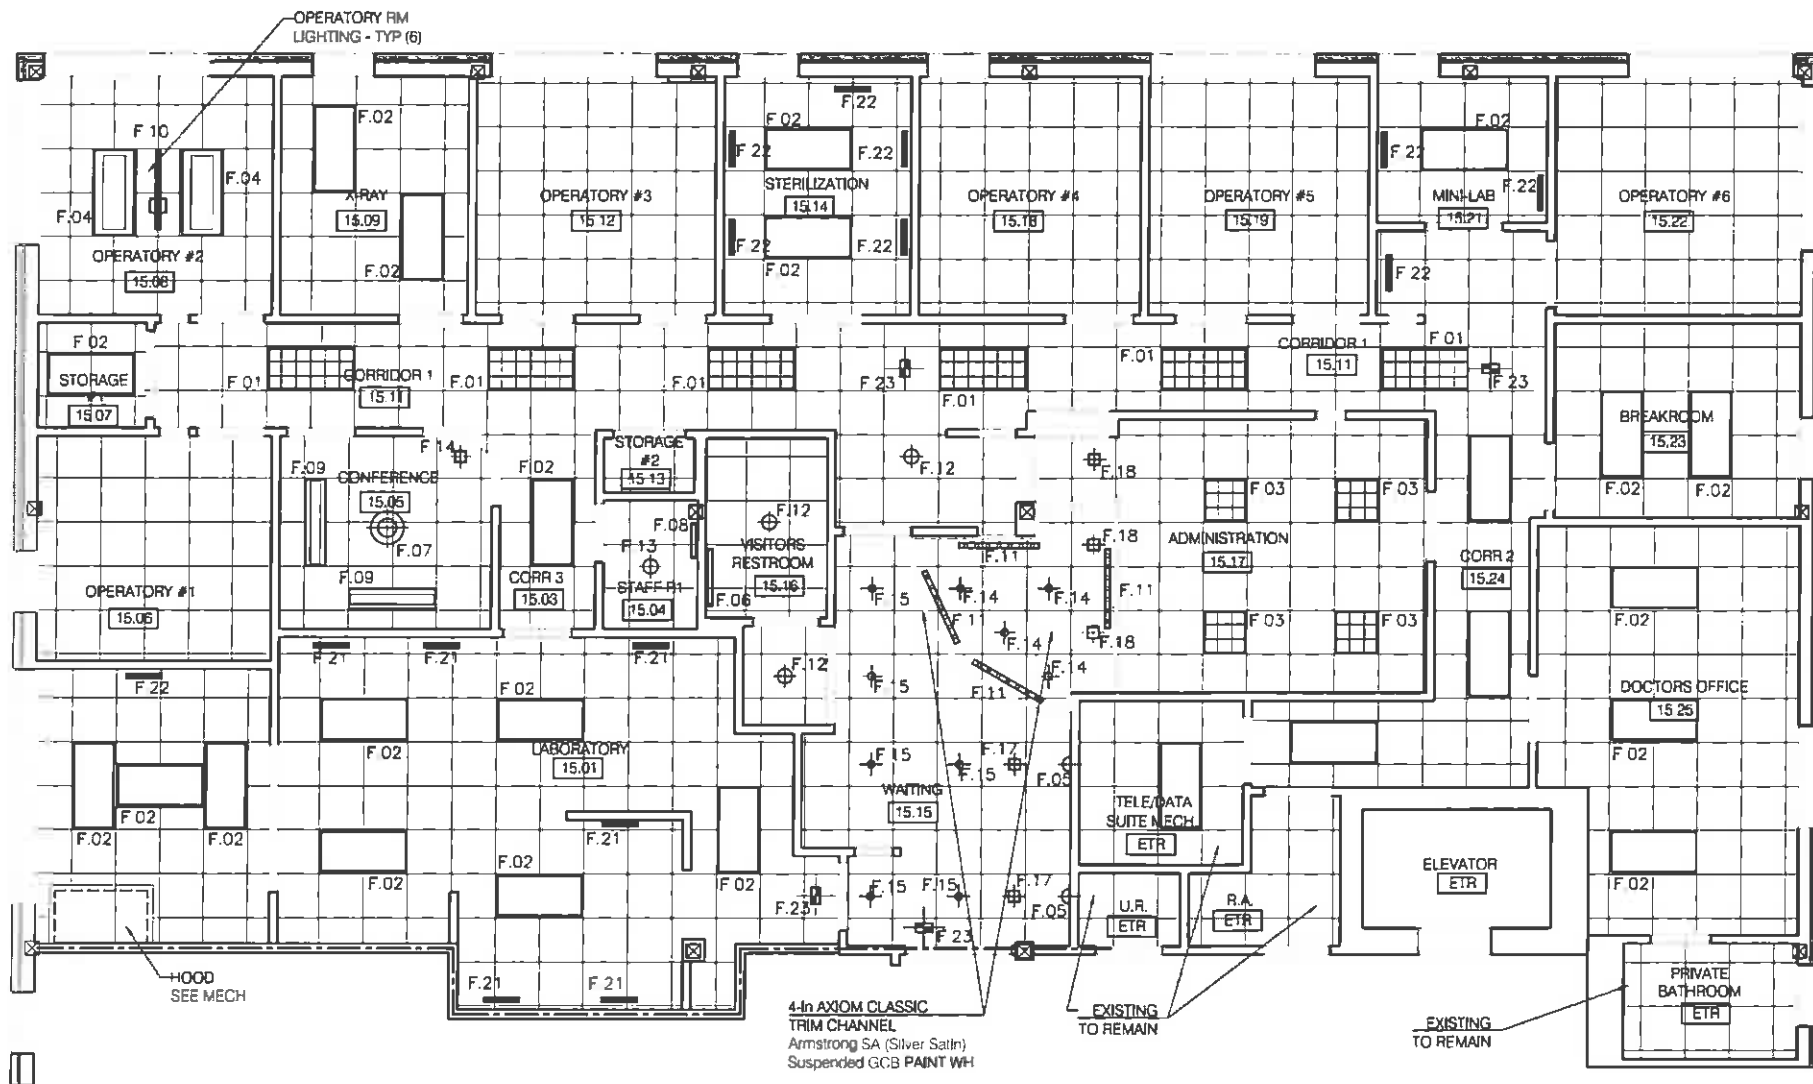 OPERATORY RM
LIGHTING - TYP (6)
F 10
F.04
F.04
OPERATORY #2
15.08
F.02
X-RAY
15.09
F.02
OPERATORY #3
15.12
F.22
F 02
F 22
F.22
STERILIZATION
15.14
F 22
F.22
F 02
OPERATORY #4
15.18
OPERATORY #5
15.19
F.02
F 22
F.22
MINI-LAB
15.21
F 22
OPERATORY #6
15.22
F 02
STORAGE
15.07
F.01
CORRIDOR 1
15.11
F.01
F.01
F 23
F.01
F.01
CORRIDOR 1
15.11
F 01
F 23
BREAKROOM
15.23
F.02
F.02
F 14
F.09
CONFERENCE
15.05
F.07
F.09
F.02
CORR 3
15.03
STORAGE
#2
15 13
F.08
F 13
15.04
F.12
VISITORS
RESTROOM
15.16
F.06
F.12
F.18
F 03
F 03
ADMINISTRATION
15.17
F.18
F.11
F.11
F.15
F.14
F.14
F 11
F.14
F.18
F 03
F 03
CORR 2
15.24
OPERATORY #1
15.06
F.21
F.21
F.21
F.12
F.15
F.14
F.11
F.02
DOCTORS OFFICE
15 25
F.02
F.22
F 02
F.02
LABORATORY
15.01
F.02
F 02
F.02
F.21
F.02
F.02
F.02
F.15
F.15
F.17
F.05
WAITING
15.15
TELE/DATA
SUITE MECH
ETR
F.23
F.15
F.15
F.17
F.05
F 23
U.R.
ETR
R.A.
ETR
ELEVATOR
ETR
F.02
HOOD
SEE MECH
F.21
F 21
4-In AXIOM CLASSIC
TRIM CHANNEL
Armstrong SA (Silver Satin)
Suspended GCB PAINT WH
EXISTING
TO REMAIN
EXISTING
TO REMAIN
PRIVATE
BATHROOM
ETR